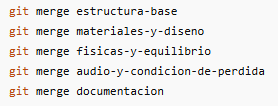 git merge estructura-base
git merge materiales-y-diseno
git merge fisicas-y-equilibrio
git merge audio-y-condicion-de-perdida
git merge documentacion